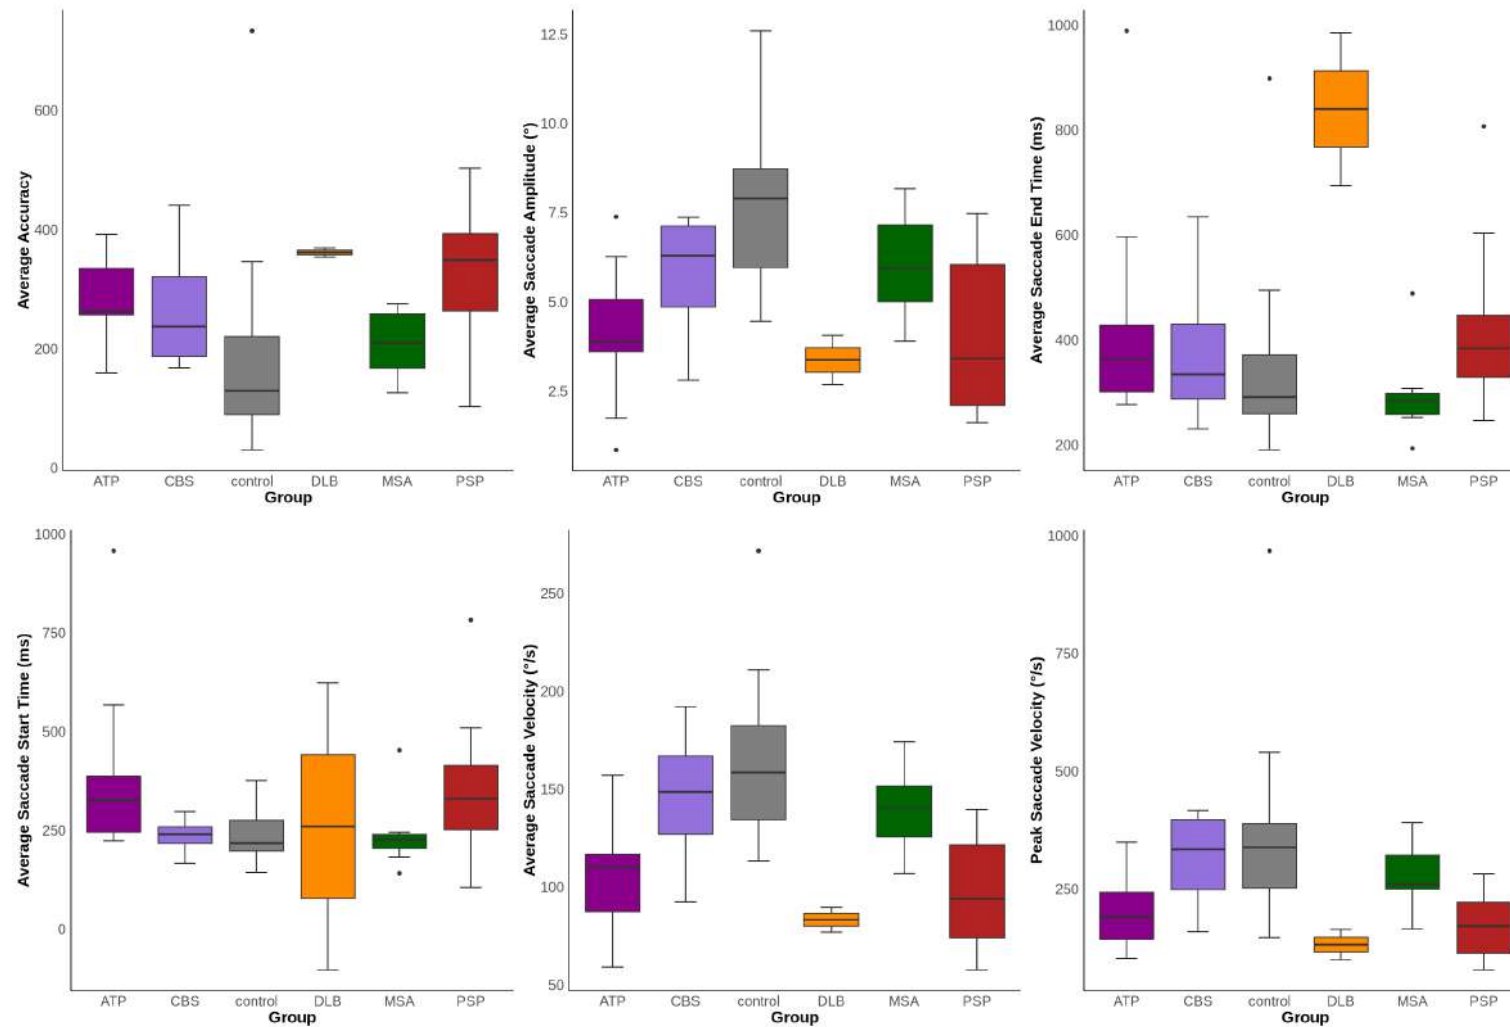 Average Accuracy
600
400
200
0
ATP CBS control DLB MSA PSP
Group
Average Saccade Amplitude (°)
12.5
10.0
7.5
5.0
2.5
ATP CBS control DLB MSA PSP
Group
Average Saccade End Time (ms)
1000
800
600
400
200
ATP CBS control DLB MSA PSP
Group
Average Saccade Start Time (ms)
1000
750
500
250
0
ATP CBS control DLB MSA PSP
Group
Average Saccade Velocity (°/s)
250
200
150
100
50
ATP CBS control DLB MSA PSP
Group
Peak Saccade Velocity (°/s)
1000
750
500
250
ATP CBS control DLB MSA PSP
Group